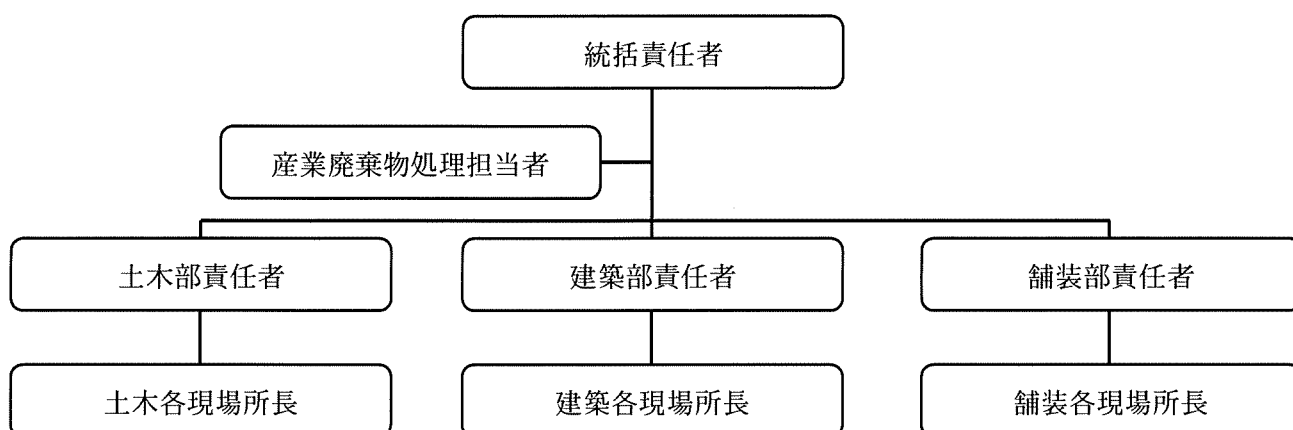 統括責任者
産業廃棄物処理担当者
土木部責任者
建築部責任者
舗装部責任者
土木各現場所長
建築各現場所長
舗装各現場所長